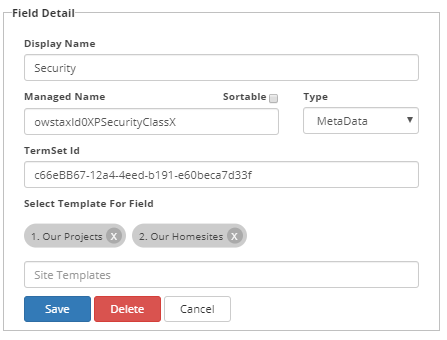 Field Detail
Display Name
Security
Managed Name Sortable Type
owstaxId0XPSecurityClassX MetaData
TermSet Id
c66eBB67-12a4-4eed-b191-e60beca7d33f
Select Template For Field
1. Our Projects X 2. Our Homesites X
Site Templates
Save Delete Cancel